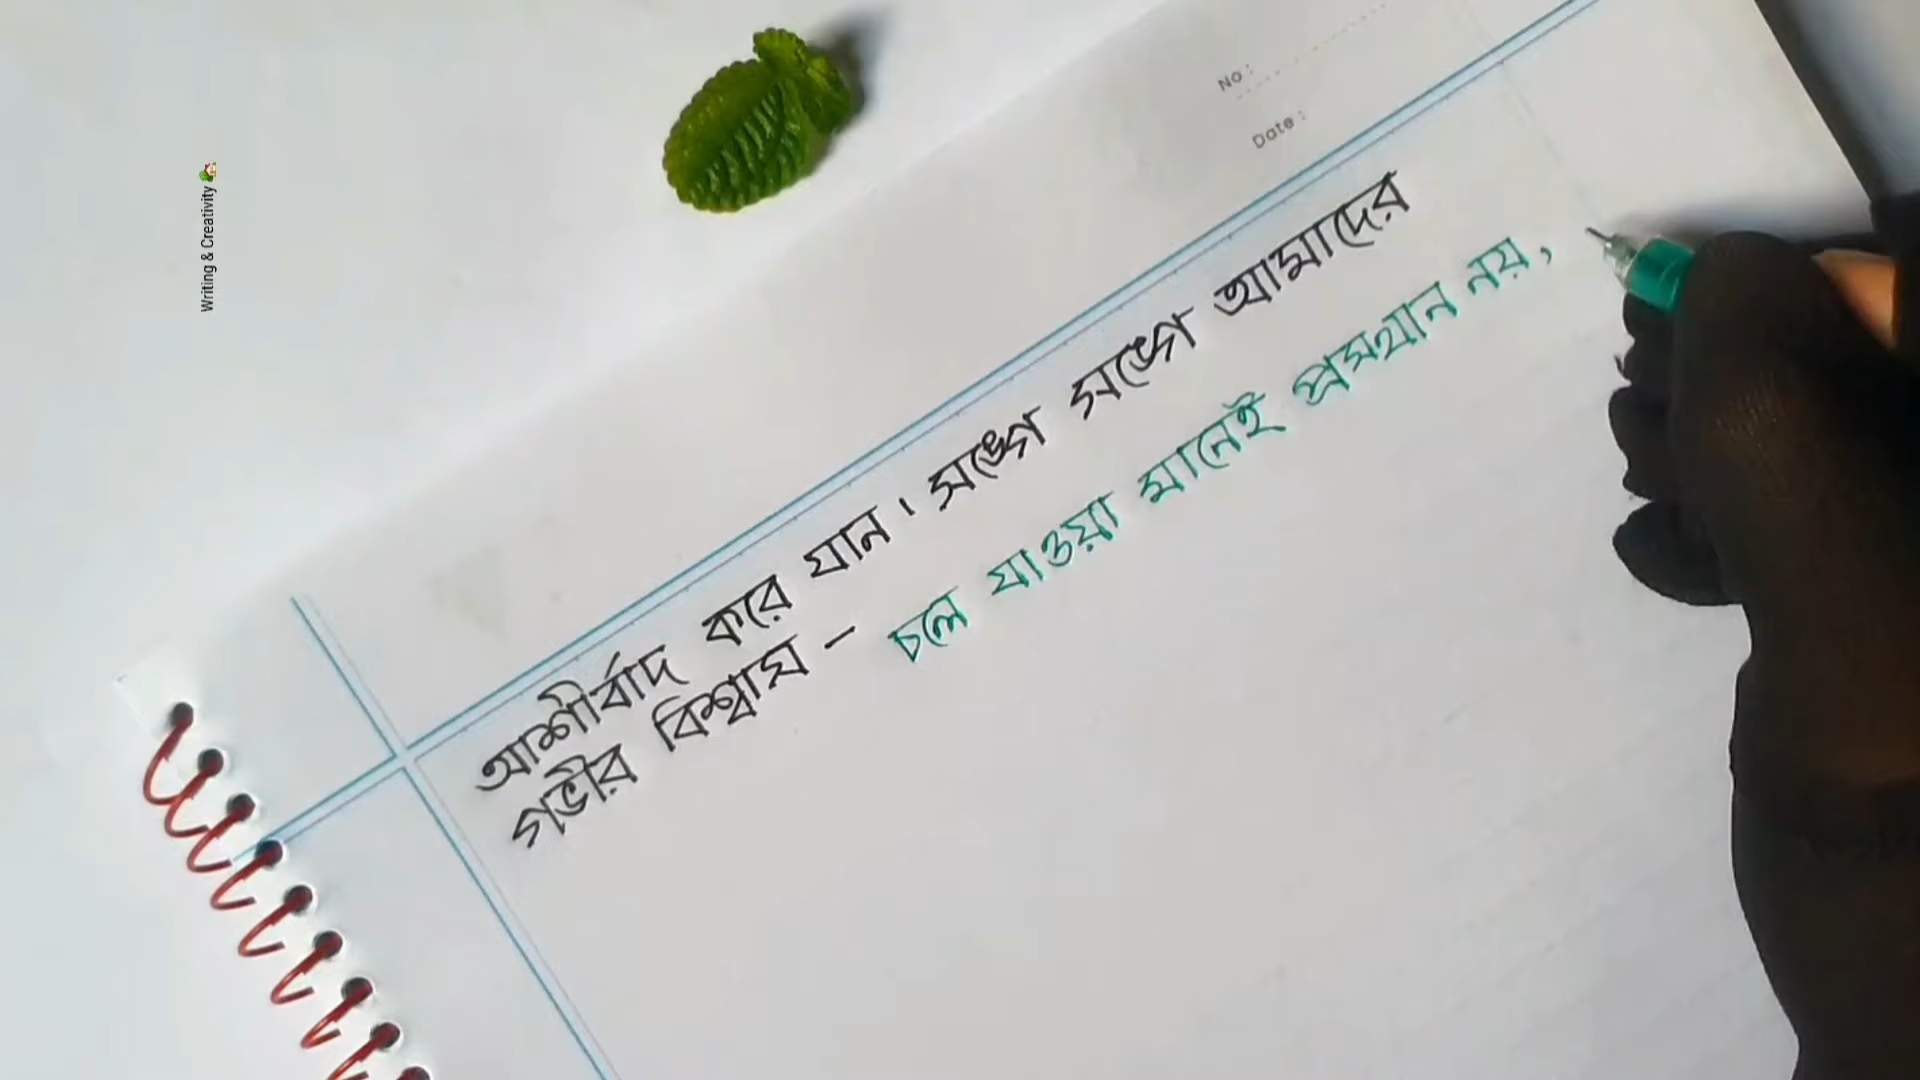 Writing & Creativity
No :
Date :
আশীর্বাদ করে যান। সঙ্গে সঙ্গে আমাদের
গভীর বিশ্বাস - চলে যাওয়া মানেই প্রস্থান নয়,